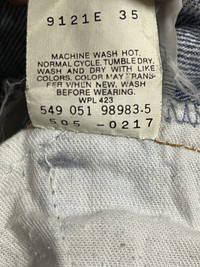 9121E 35
MACHINE WASH HOT,
NORMAL CYCLE. TUMBLE DRY.
WASH AND DRY WITH LIKE
COLORS, COLOR MAY TRANS-
FER WHEN NEW. WASH
BEFORE WEARING.
WPL 423
549 051 98983-5
505 -0217